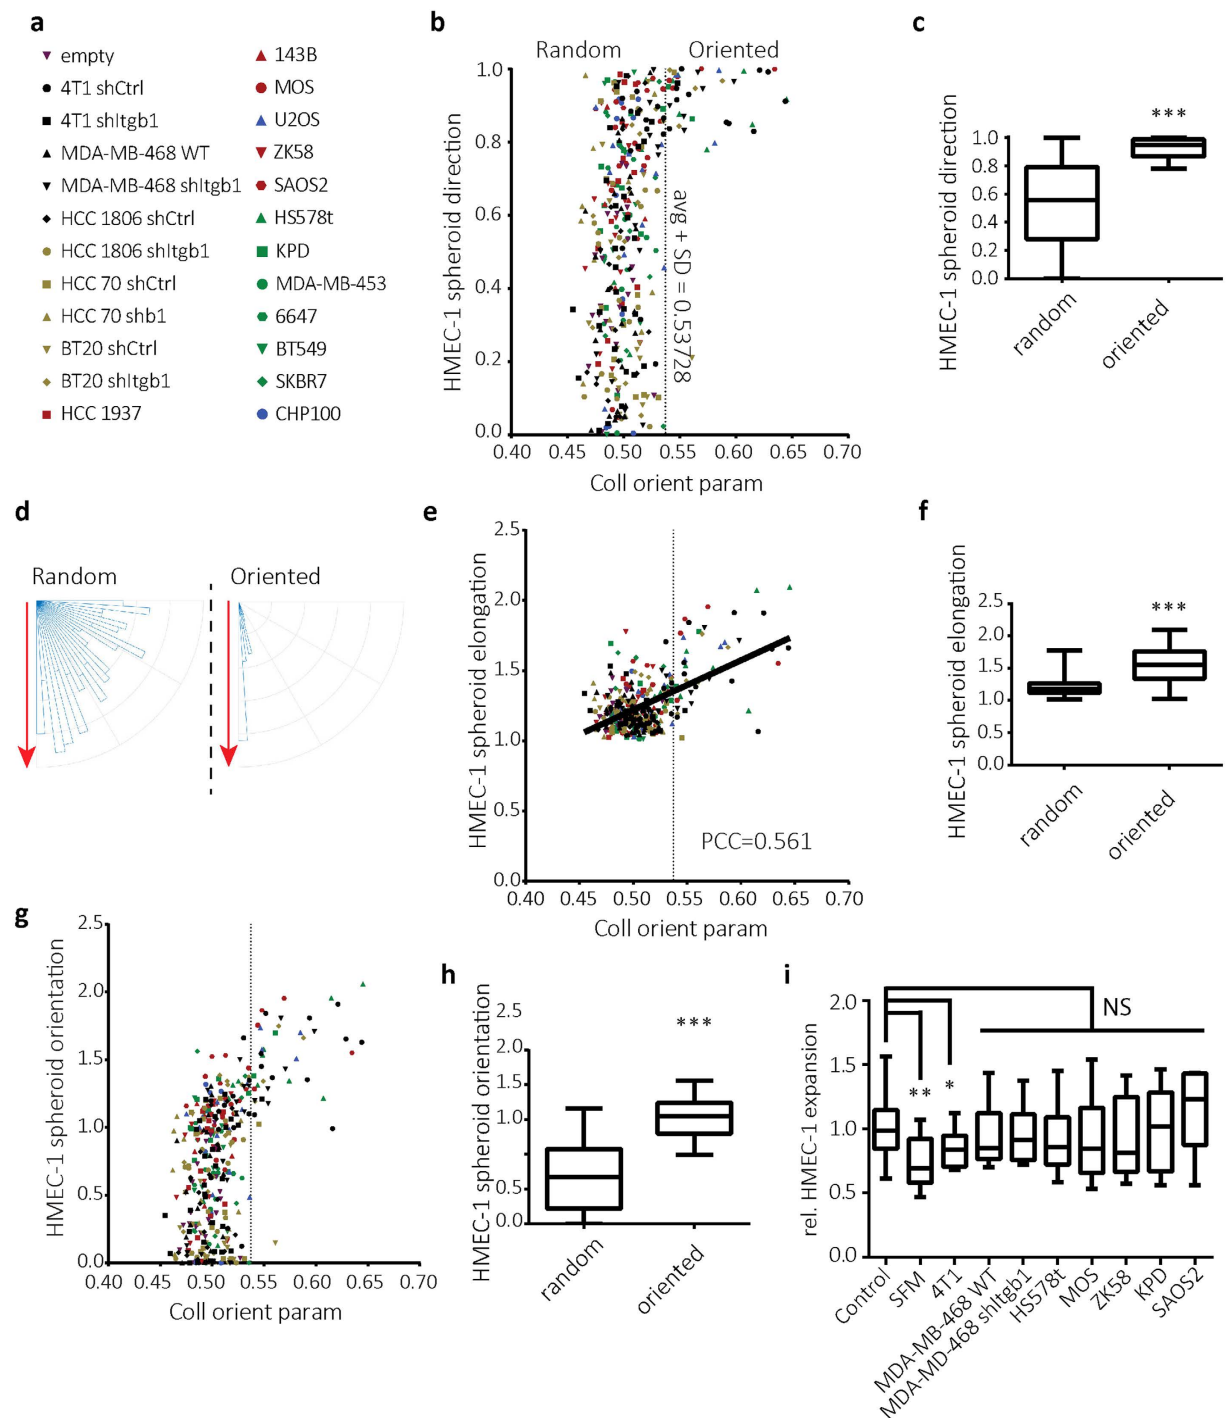 a
empty
4T1 shCtrl
4T1 shItgb1
MDA-MB-468 WT
MDA-MB-468 shItgb1
HCC 1806 shCtrl
HCC 1806 shItgb1
HCC 70 shCtrl
HCC 70 shb1
BT20 shCtrl
BT20 shItgb1
HCC 1937
143B
MOS
U2OS
ZK58
SAOS2
HS578t
KPD
MDA-MB-453
6647
BT549
SKBR7
CHP100
b
Random Oriented
HMEC-1 spheroid direction
1.0
0.8
0.6
0.4
0.2
0.0
avg + SD = 0.53728
0.40 0.45 0.50 0.55 0.60 0.65 0.70
Coll orient param
c
***
HMEC-1 spheroid direction
1.0
0.8
0.6
0.4
0.2
0.0
random oriented
d
Random Oriented
e
HMEC-1 spheroid elongation
2.5
2.0
1.5
1.0
0.5
0.0
PCC=0.561
0.40 0.45 0.50 0.55 0.60 0.65 0.70
Coll orient param
f
***
HMEC-1 spheroid elongation
2.5
2.0
1.5
1.0
0.5
0.0
random oriented
g
HMEC-1 spheroid orientation
2.5
2.0
1.5
1.0
0.5
0.0
0.40 0.45 0.50 0.55 0.60 0.65 0.70
Coll orient param
h
***
HMEC-1 spheroid orientation
2.5
2.0
1.0
0.5
0.0
random oriented
i
NS
** *
rel. HMEC-1 expansion
2.0
1.5
1.0
0.5
0.0
Control
SFM
4T1
MDA-MB-468 WT
MDA-MD-468 shItgb1
HS578t
MOS
ZK58
KPD
SAOS2